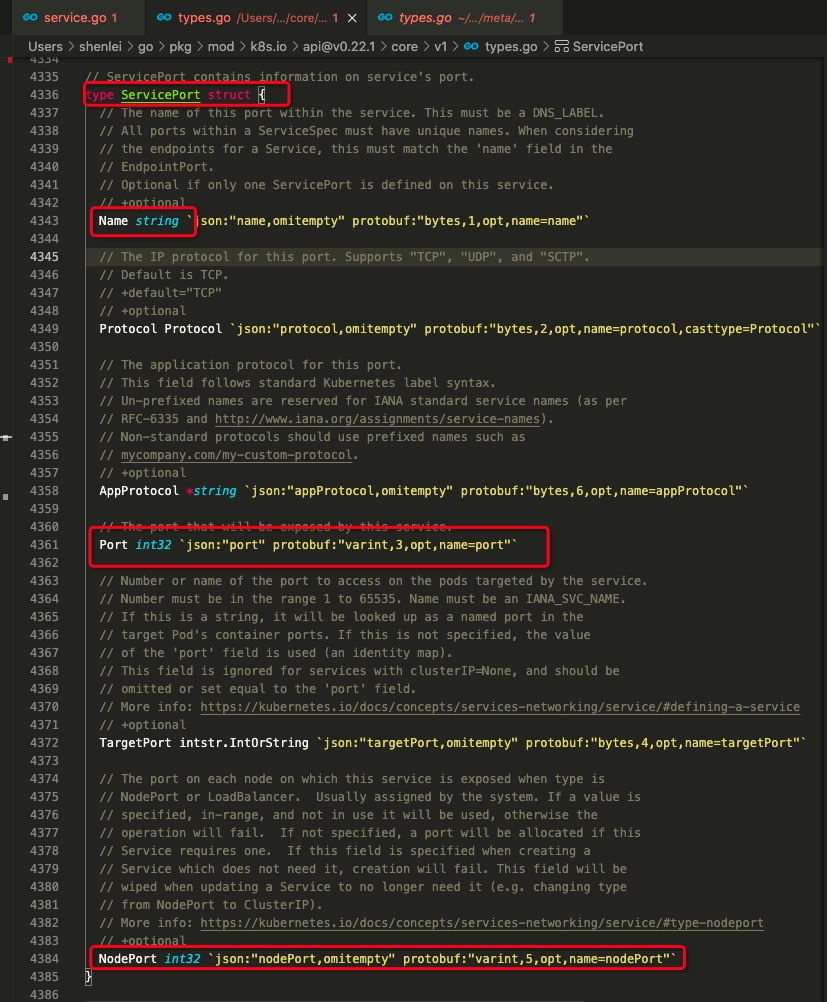 service.go 1
types.go /Users/.../core/... 1
types.go ~/.../meta/... 1
Users > shenlei > go > pkg > mod > k8s.io > api@v0.22.1 > core > v1 > types.go > ServicePort
4334
4335 // ServicePort contains information on service's port.
4336 type ServicePort struct {
4337 // The name of this port within the service. This must be a DNS_LABEL.
4338 // All ports within a ServiceSpec must have unique names. When considering
4339 // the endpoints for a Service, this must match the 'name' field in the
4340 // EndpointPort.
4341 // Optional if only one ServicePort is defined on this service.
4342 // +optional
4343 Name string `json:"name,omitempty" protobuf:"bytes,1,opt,name=name"`
4344
4345 // The IP protocol for this port. Supports "TCP", "UDP", and "SCTP".
4346 // Default is TCP.
4347 // +default="TCP"
4348 // +optional
4349 Protocol Protocol `json:"protocol,omitempty" protobuf:"bytes,2,opt,name=protocol,casttype=Protocol"`
4350
4351 // The application protocol for this port.
4352 // This field follows standard Kubernetes label syntax.
4353 // Un-prefixed names are reserved for IANA standard service names (as per
4354 // RFC-6335 and http://www.iana.org/assignments/service-names).
4355 // Non-standard protocols should use prefixed names such as
4356 // mycompany.com/my-custom-protocol.
4357 // +optional
4358 AppProtocol *string `json:"appProtocol,omitempty" protobuf:"bytes,6,opt,name=appProtocol"`
4359
4360 // The port that will be exposed by this service.
4361 Port int32 `json:"port" protobuf:"varint,3,opt,name=port"`
4362
4363 // Number or name of the port to access on the pods targeted by the service.
4364 // Number must be in the range 1 to 65535. Name must be an IANA_SVC_NAME.
4365 // If this is a string, it will be looked up as a named port in the
4366 // target Pod's container ports. If this is not specified, the value
4367 // of the 'port' field is used (an identity map).
4368 // This field is ignored for services with clusterIP=None, and should be
4369 // omitted or set equal to the 'port' field.
4370 // More info: https://kubernetes.io/docs/concepts/services-networking/service/#defining-a-service
4371 // +optional
4372 TargetPort intstr.IntOrString `json:"targetPort,omitempty" protobuf:"bytes,4,opt,name=targetPort"`
4373
4374 // The port on each node on which this service is exposed when type is
4375 // NodePort or LoadBalancer.  Usually assigned by the system. If a value is
4376 // specified, in-range, and not in use it will be used, otherwise the
4377 // operation will fail.  If not specified, a port will be allocated if this
4378 // Service requires one.  If this field is specified when creating a
4379 // Service which does not need it, creation will fail. This field will be
4380 // wiped when updating a Service to no longer need it (e.g. changing type
4381 // from NodePort to ClusterIP).
4382 // More info: https://kubernetes.io/docs/concepts/services-networking/service/#type-nodeport
4383 // +optional
4384 NodePort int32 `json:"nodePort,omitempty" protobuf:"varint,5,opt,name=nodePort"`
4385 }
4386